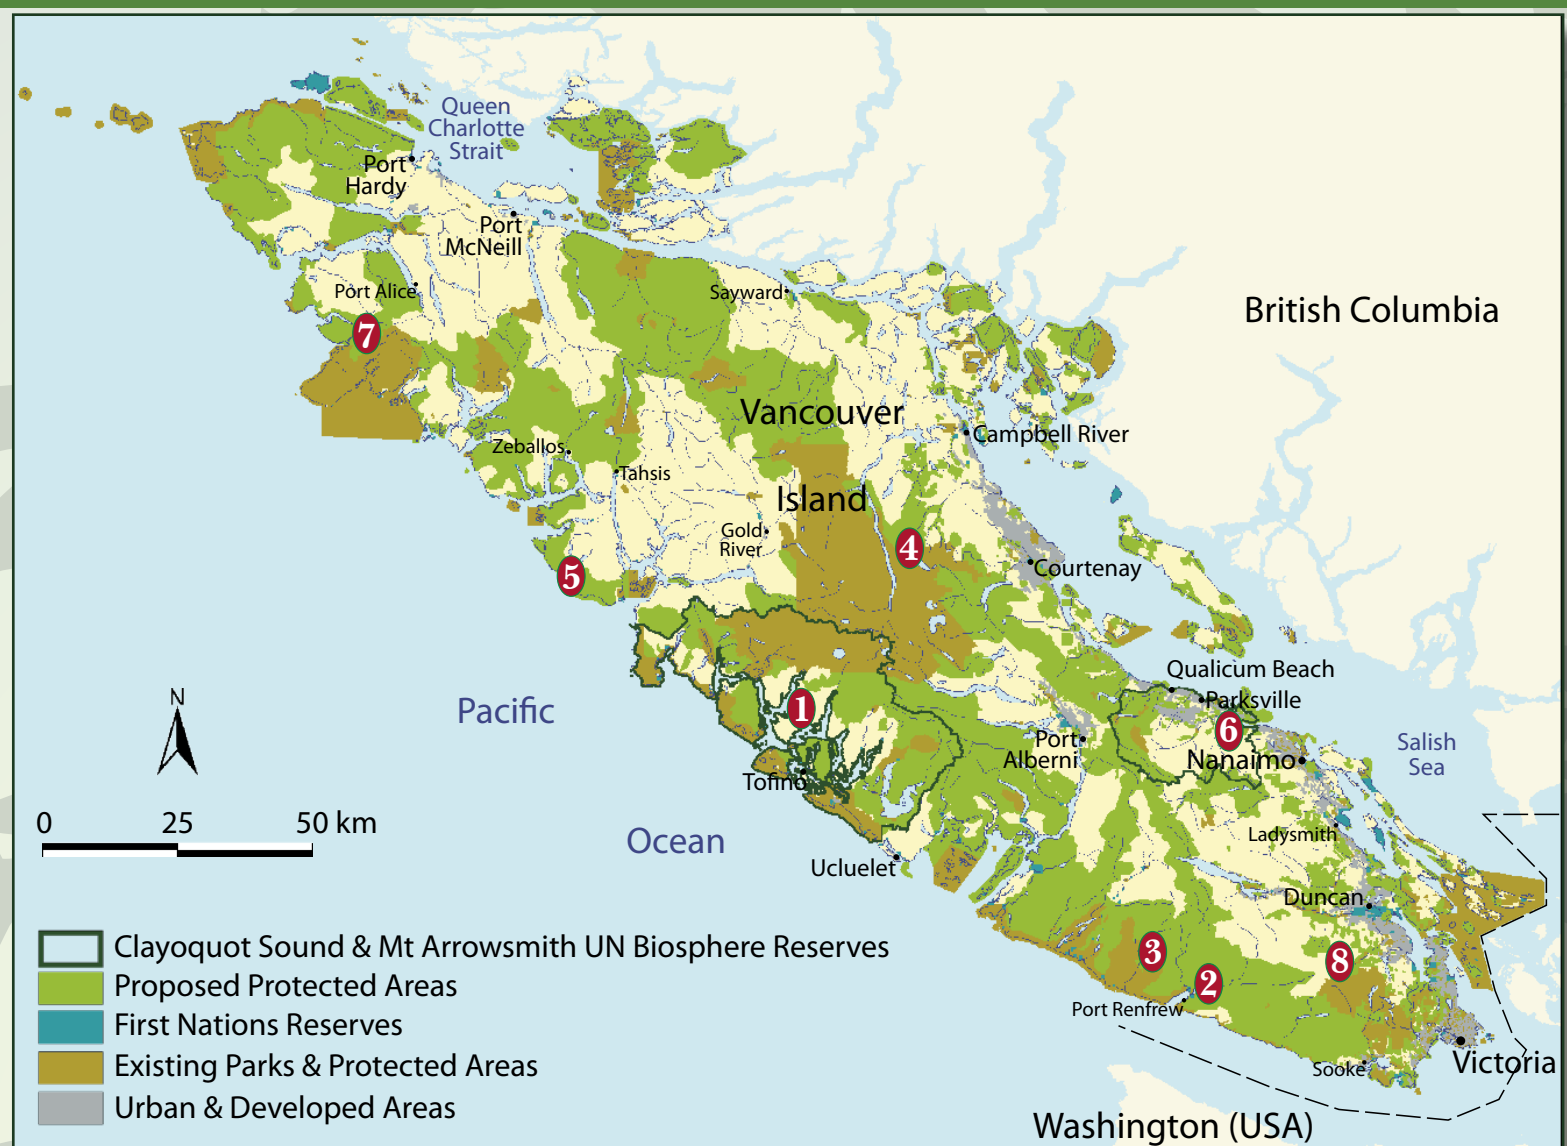 Queen
Charlotte
Strait
Port
Hardy
Port
McNeill
Port Alice
Sayward
British Columbia
7
Vancouver
Campbell River
Zeballos
Tahsis
Island
Gold
River
4
Courtenay
5
Qualicum Beach
Parksville
N
Pacific
1
6
Port
Alberni
Nanaimo
Salish
Sea
Tofino
0 25 50 km
Ocean
Ladysmith
Ucluelet
Duncan
Clayoquot Sound & Mt Arrowsmith UN Biosphere Reserves
3
8
Proposed Protected Areas
2
Port Renfrew
First Nations Reserves
Existing Parks & Protected Areas
Sooke
Victoria
Urban & Developed Areas
Washington (USA)